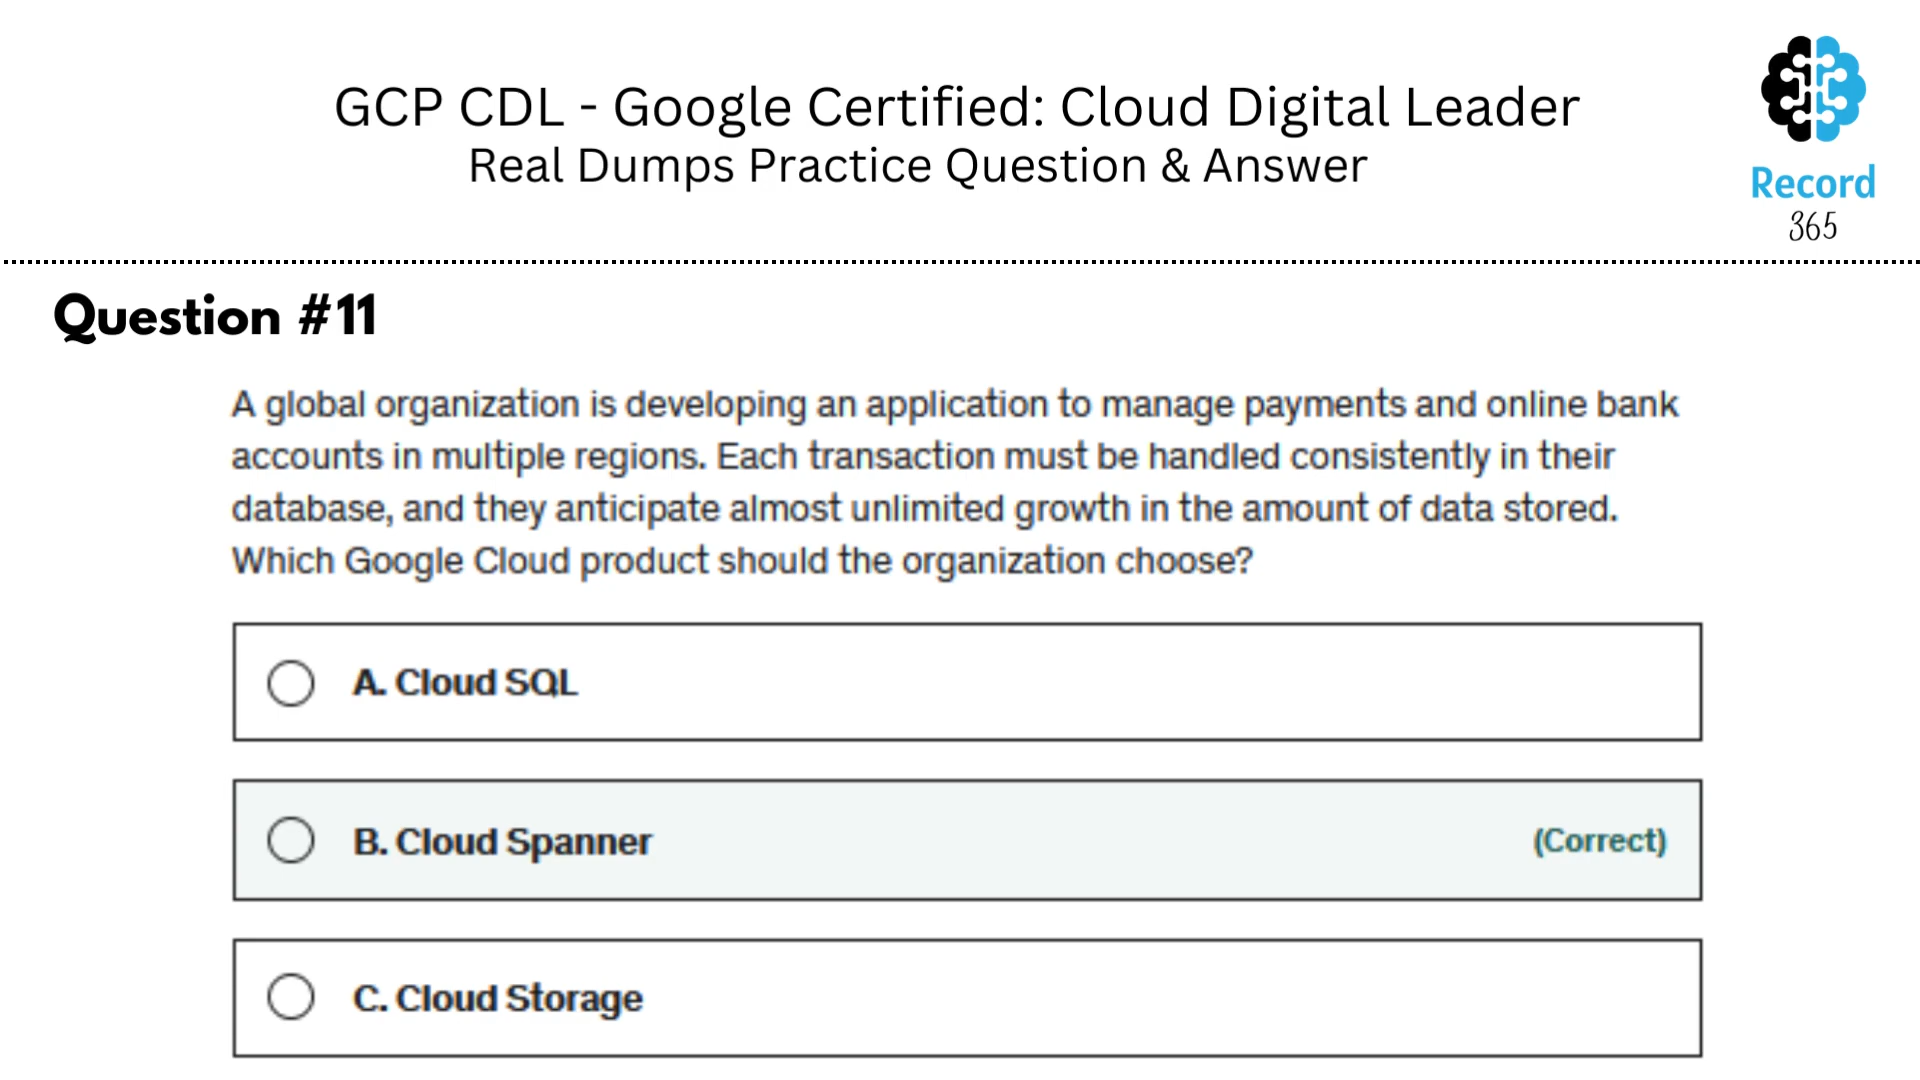 GCP CDL - Google Certified: Cloud Digital Leader
Real Dumps Practice Question & Answer
Record
365
Question #11
A global organization is developing an application to manage payments and online bank
accounts in multiple regions. Each transaction must be handled consistently in their
database, and they anticipate almost unlimited growth in the amount of data stored.
Which Google Cloud product should the organization choose?
A. Cloud SQL
B. Cloud Spanner (Correct)
C. Cloud Storage